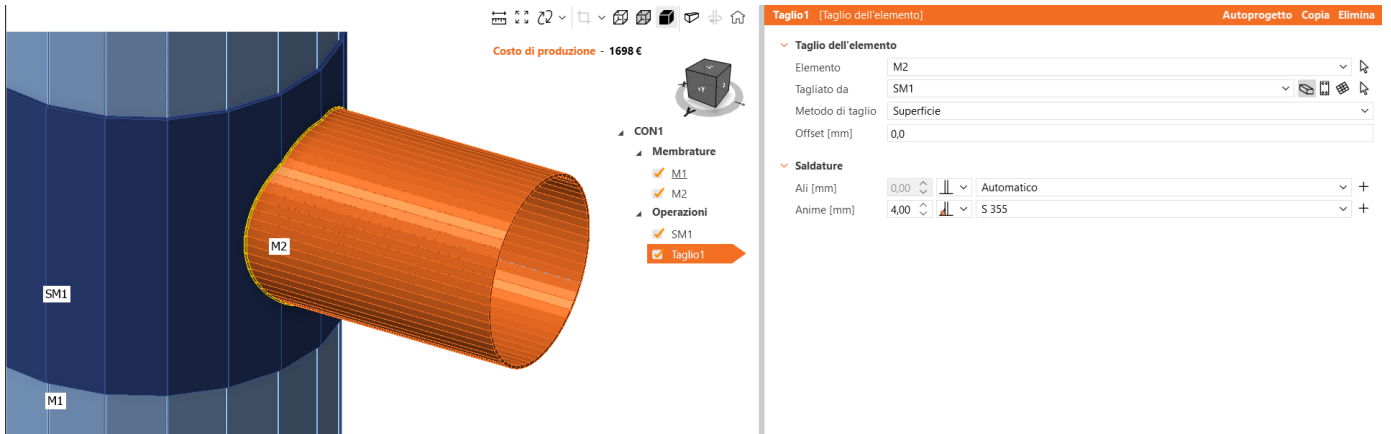 Costo di produzione - 1698 €
CON1
Membrature
M1
M2
Operazioni
SM1
Taglio1
M2
SM1
M1
+Y
Taglio1 [Taglio dell'elemento] Autoprogetto Copia Elimina
Taglio dell'elemento
Elemento M2
Tagliato da SM1
Metodo di taglio Superficie
Offset [mm] 0,0
Saldature
Ali [mm] 0,00 Automatico
Anime [mm] 4,00 S 355